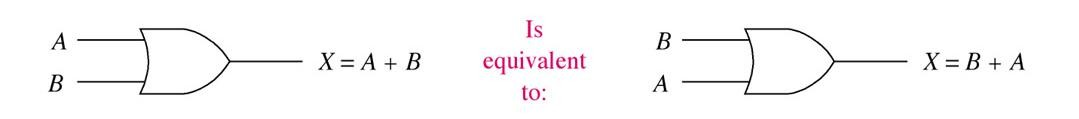 A
B
X = A + B
Is
equivalent
to:
B
A
X = B + A